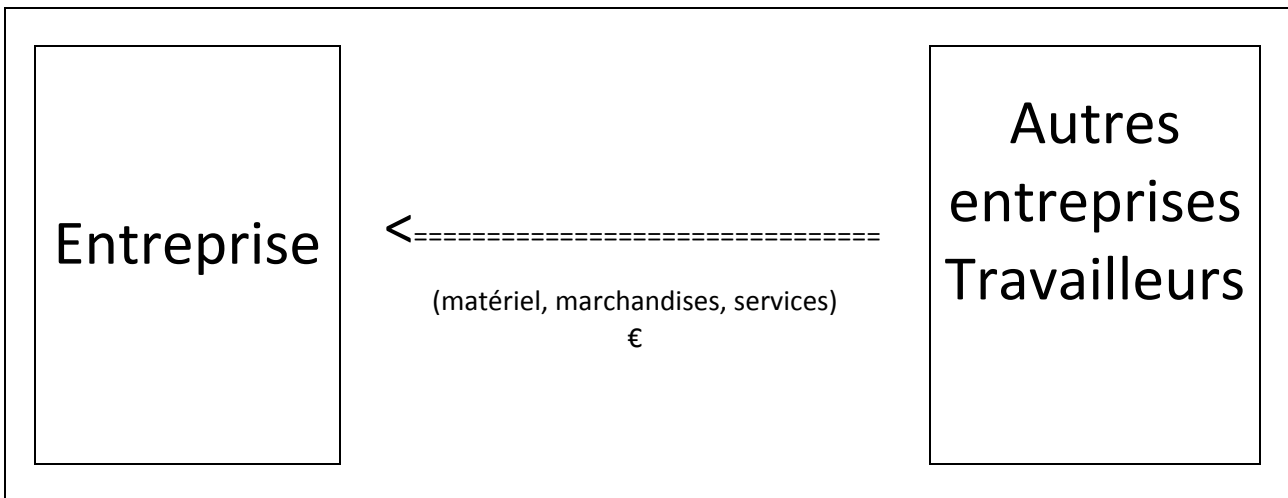 Entreprise
<================================
(matériel, marchandises, services)
€
Autres
entreprises
Travailleurs